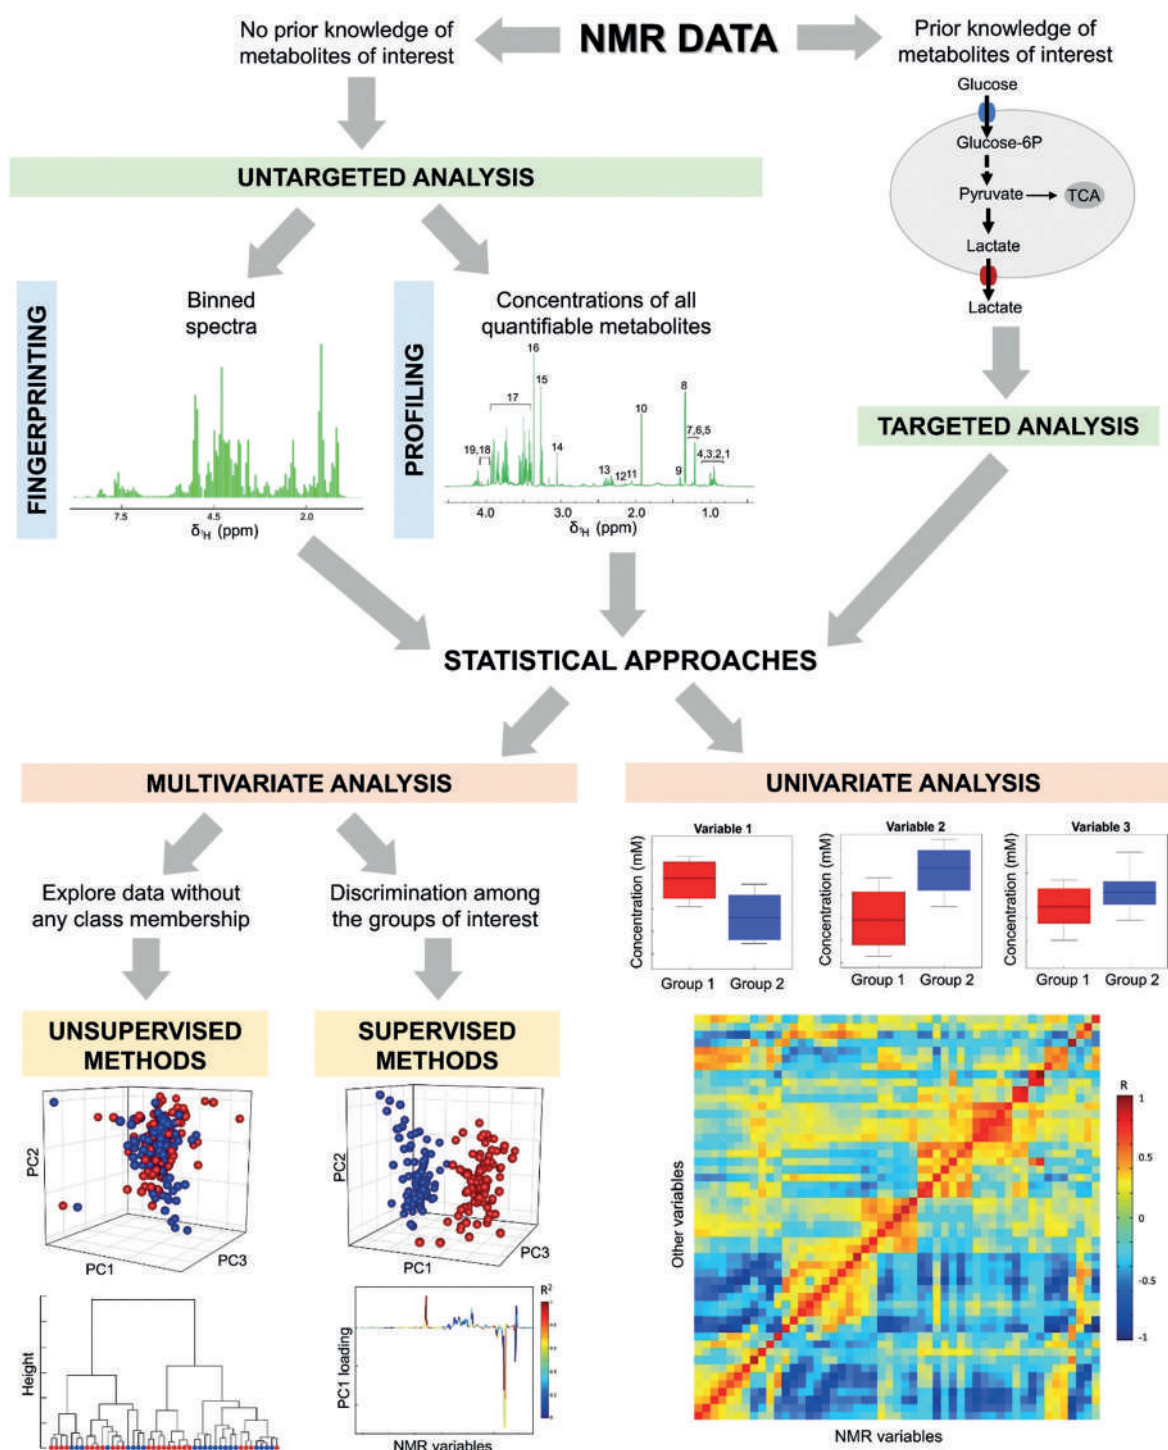 No prior knowledge of
metabolites of interest
NMR DATA
Prior knowledge of
metabolites of interest
Glucose
Glucose-6P
Pyruvate
TCA
Lactate
Lactate
UNTARGETED ANALYSIS
TARGETED ANALYSIS
FINGERPRINTING
Binned
spectra
7.5 4.5 2.0
δ¹H (ppm)
PROFILING
Concentrations of all
quantifiable metabolites
16
15
17
8
10
7,6,5
14
19,18
4,3,2,1
13
12
11
9
4.0 3.0 2.0 1.0
δ¹H (ppm)
STATISTICAL APPROACHES
MULTIVARIATE ANALYSIS
UNIVARIATE ANALYSIS
Explore data without
any class membership
Discrimination among
the groups of interest
UNSUPERVISED
METHODS
SUPERVISED
METHODS
PC2
PC1
PC3
PC2
PC1
PC3
Height
PC1 loading
NMR variables
R²
Variable 1
Concentration (mM)
Group 1 Group 2
Variable 2
Concentration (mM)
Group 1 Group 2
Variable 3
Concentration (mM)
Group 1 Group 2
Other variables
NMR variables
R
1
0.5
0
-0.5
-1